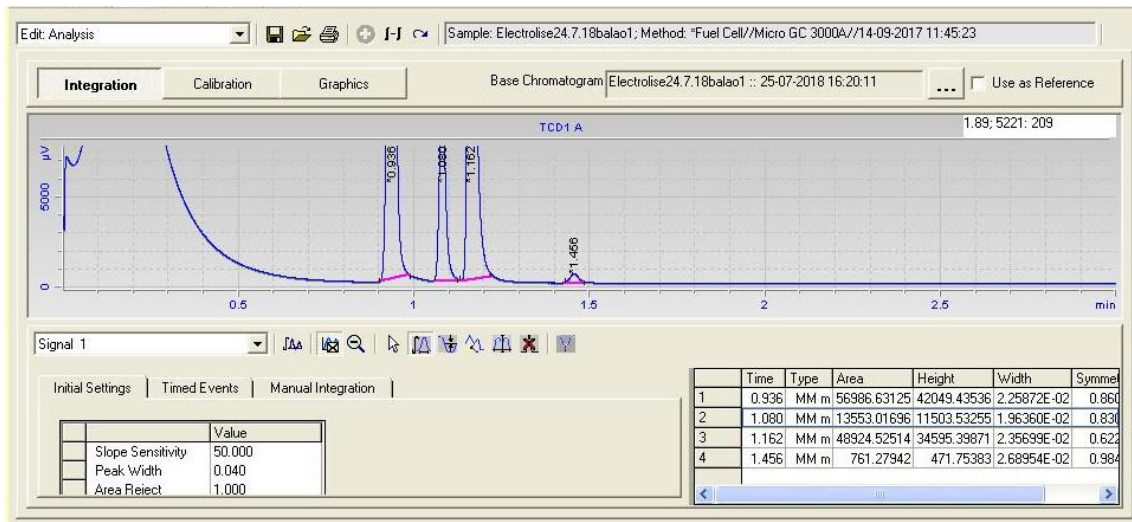 Edit: Analysis
Sample: Electrolise24.7.18balao1; Method: *Fuel Cell//Micro GC 3000A//14-09-2017 11:45:23
Integration Calibration Graphics Base Chromatogram Electrolise24.7.18balao1 :: 25-07-2018 16:20:11 ... Use as Reference
TCD1 A
1.89; 5221: 209
µV
5000
0
*0.936
*1.080
*1.162
*1.456
0.5 1 1.5 2 2.5 min
Signal 1
Initial Settings Timed Events Manual Integration
Value
Slope Sensitivity 50.000
Peak Width 0.040
Area Reject 1.000
Time Type Area Height Width Symme
1 0.936 MM m 56986.63125 42049.43536 2.25872E-02 0.860
2 1.080 MM m 13553.01696 11503.53255 1.96360E-02 0.830
3 1.162 MM m 48924.52514 34595.39871 2.35699E-02 0.622
4 1.456 MM m 761.27942 471.75383 2.68954E-02 0.984